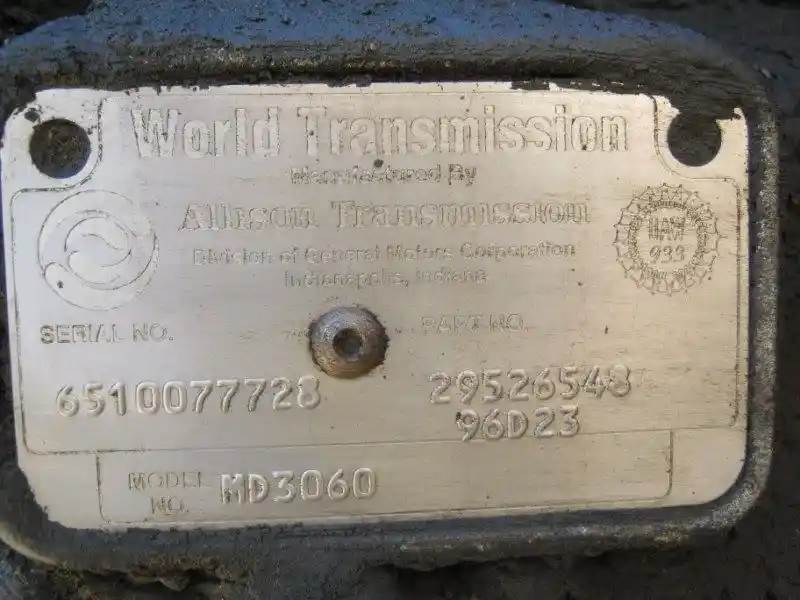 World Transmission
Manufactured By
Allison Transmission
Division of General Motors Corporation
Indianapolis, Indiana
UAW
933
SERIAL NO.
PART NO.
6510077728
29526548
96D23
MODEL NO.
MD3060